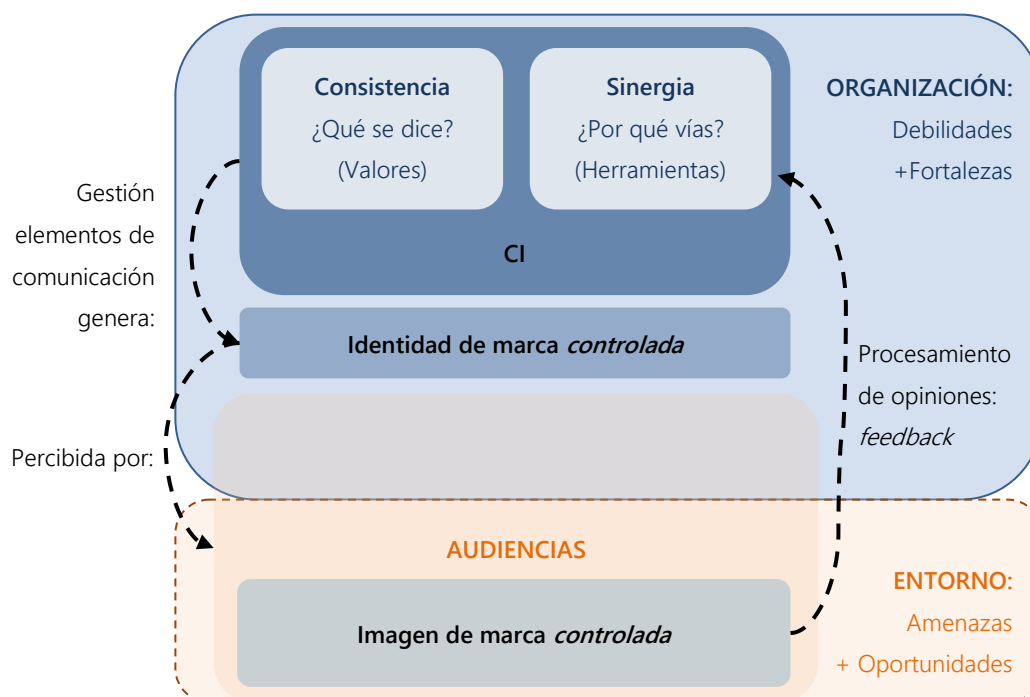 Consistencia
¿Qué se dice?
(Valores)
Sinergia
¿Por qué vías?
(Herramientas)
CI
ORGANIZACIÓN:
Debilidades
+Fortalezas
Gestión
elementos de
comunicación
genera:
Identidad de marca controlada
Procesamiento
de opiniones:
feedback
Percibida por:
AUDIENCIAS
Imagen de marca controlada
ENTORNO:
Amenazas
+ Oportunidades